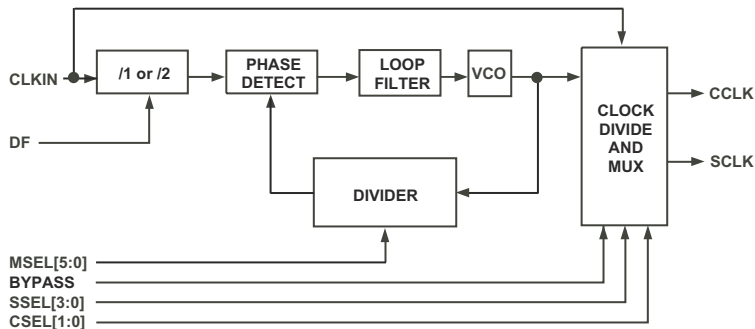 CLKIN
/1 or /2
PHASE
DETECT
LOOP
FILTER
VCO
CLOCK
DIVIDE
AND
MUX
CCLK
SCLK
DF
DIVIDER
MSEL[5:0]
BYPASS
SSEL[3:0]
CSEL[1:0]